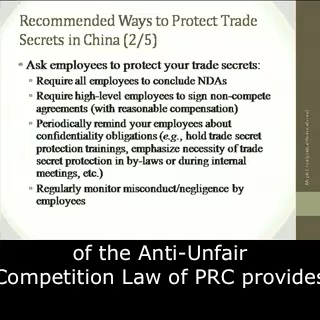 Recommended Ways to Protect Trade
Secrets in China (2/5)
• Ask employees to protect your trade secrets:
• Require all employees to conclude NDAs
• Require high-level employees to sign non-compete
agreements (with reasonable compensation)
• Periodically remind your employees about
confidentiality obligations (e.g., hold trade secret
protection trainings, emphasize necessity of trade
secret protection in by-laws or during internal
meetings, etc.)
• Regularly monitor misconduct/negligence by
employees
of the Anti-Unfair
Competition Law of PRC provides